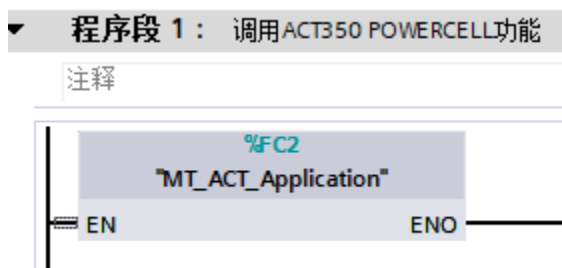 程序段 1： 调用ACT350 POWERCELL功能
注释
%FC2
"MT_ACT_Application"
EN ENO